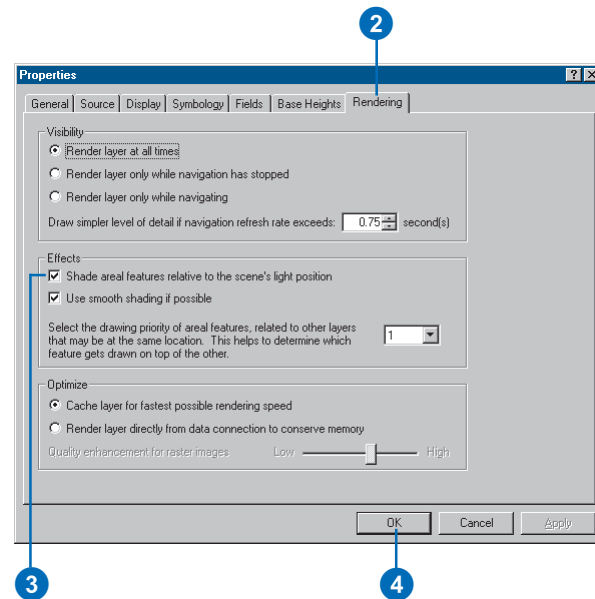 2
Properties
General Source Display Symbology Fields Base Heights Rendering
Visibility
Render layer at all times
Render layer only while navigation has stopped
Render layer only while navigating
Draw simpler level of detail if navigation refresh rate exceeds: 0.75 second(s)
Effects
Shade areal features relative to the scene's light position
Use smooth shading if possible
Select the drawing priority of areal features, related to other layers
that may be at the same location. This helps to determine which
feature gets drawn on top of the other.
1
Optimize
Cache layer for fastest possible rendering speed
Render layer directly from data connection to conserve memory
Quality enhancement for raster images Low High
OK Cancel Apply
3 4